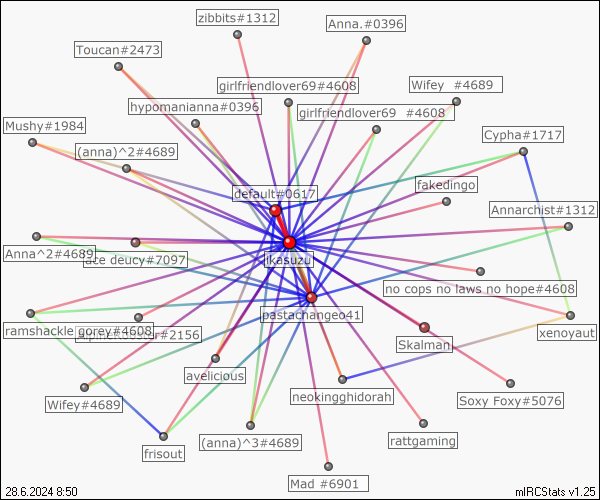 zibbits#1312
Anna.#0396
Toucan#2473
girlfriendlover69#4608
Wifey #4689
hypomanianna#0396
girlfriendlover69 #4608
Mushy#1984
Cypha#1717
(anna)^2#4689
default#0617
fakedingo
Annarchist#1312
Anna^2#4689
ace deucy#7097
ikasuzu
no cops no laws no hope#4608
pastachangeo41
ramshackle gorey#4608
#2156
Skalman
xenoyaut
avelicious
neokingghidorah
Soxy Foxy#5076
Wifey#4689
(anna)^3#4689
rattgaming
frisout
Mad #6901
28.6.2024 8:50
mIRCStats v1.25